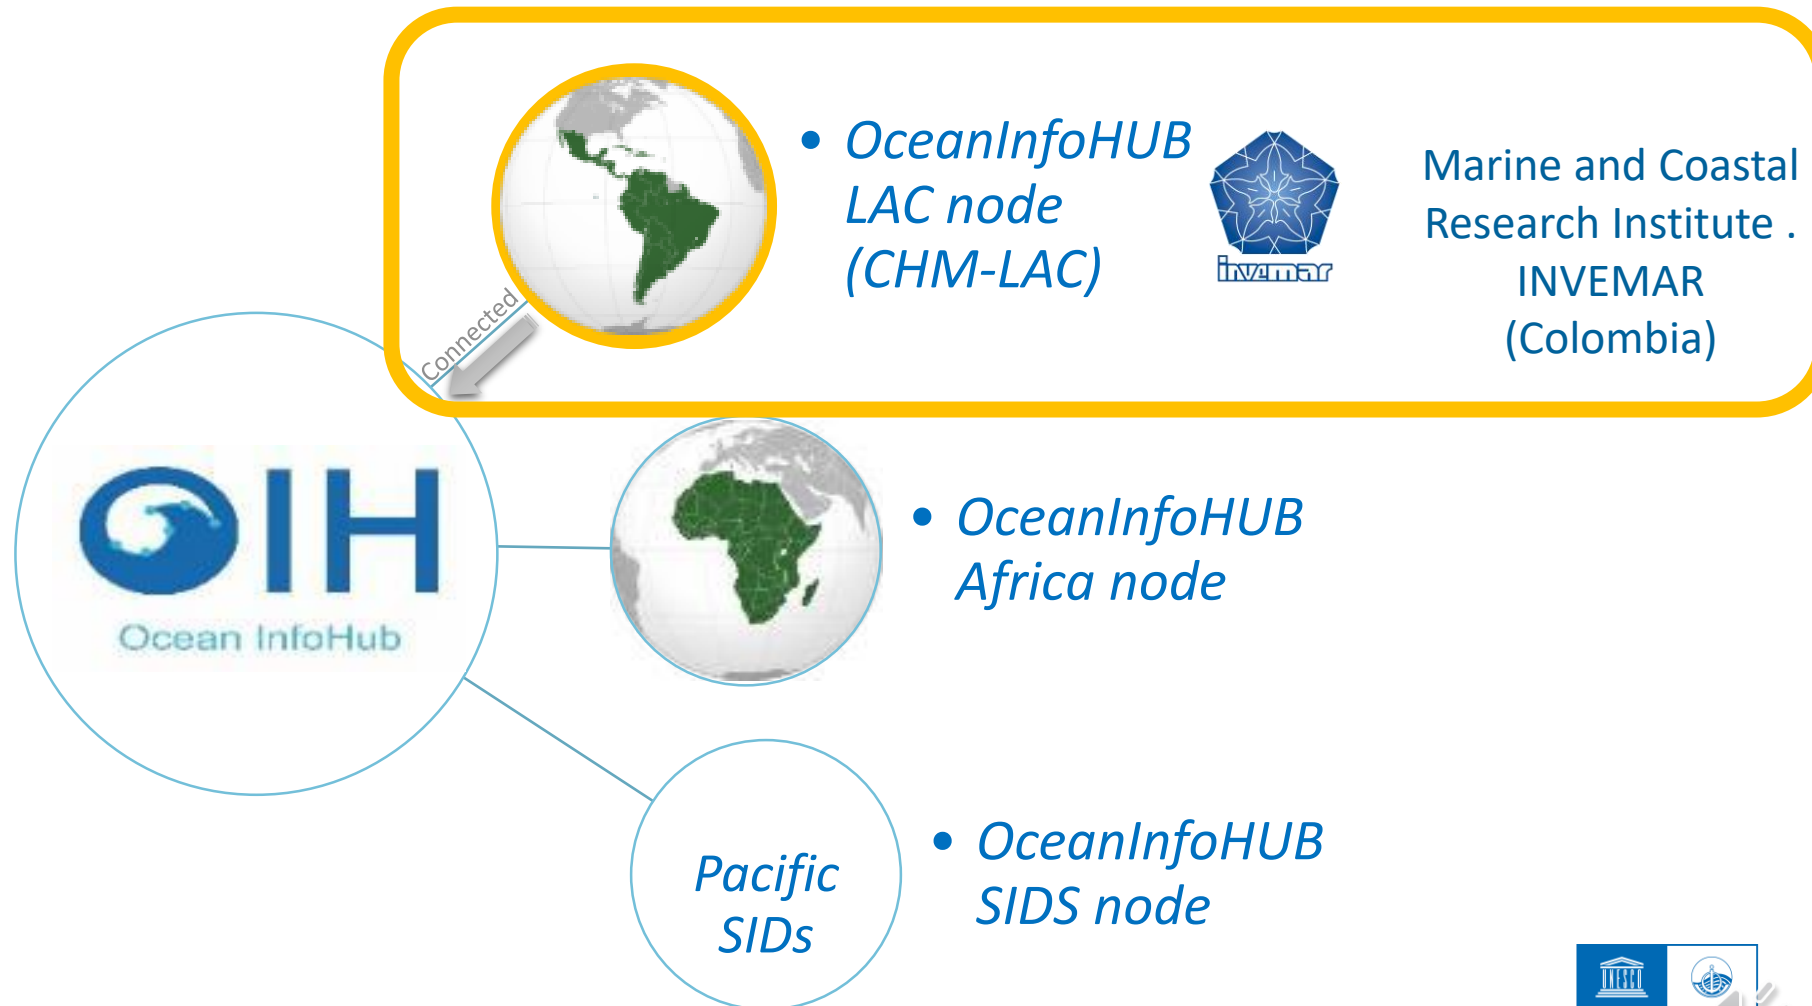 • OceanInfoHUB
LAC node
(CHM-LAC)
invemar
Marine and Coastal
Research Institute .
INVEMAR
(Colombia)
Connected
OIH
Ocean InfoHub
• OceanInfoHUB
Africa node
Pacific
SIDs
• OceanInfoHUB
SIDS node
UNESCO